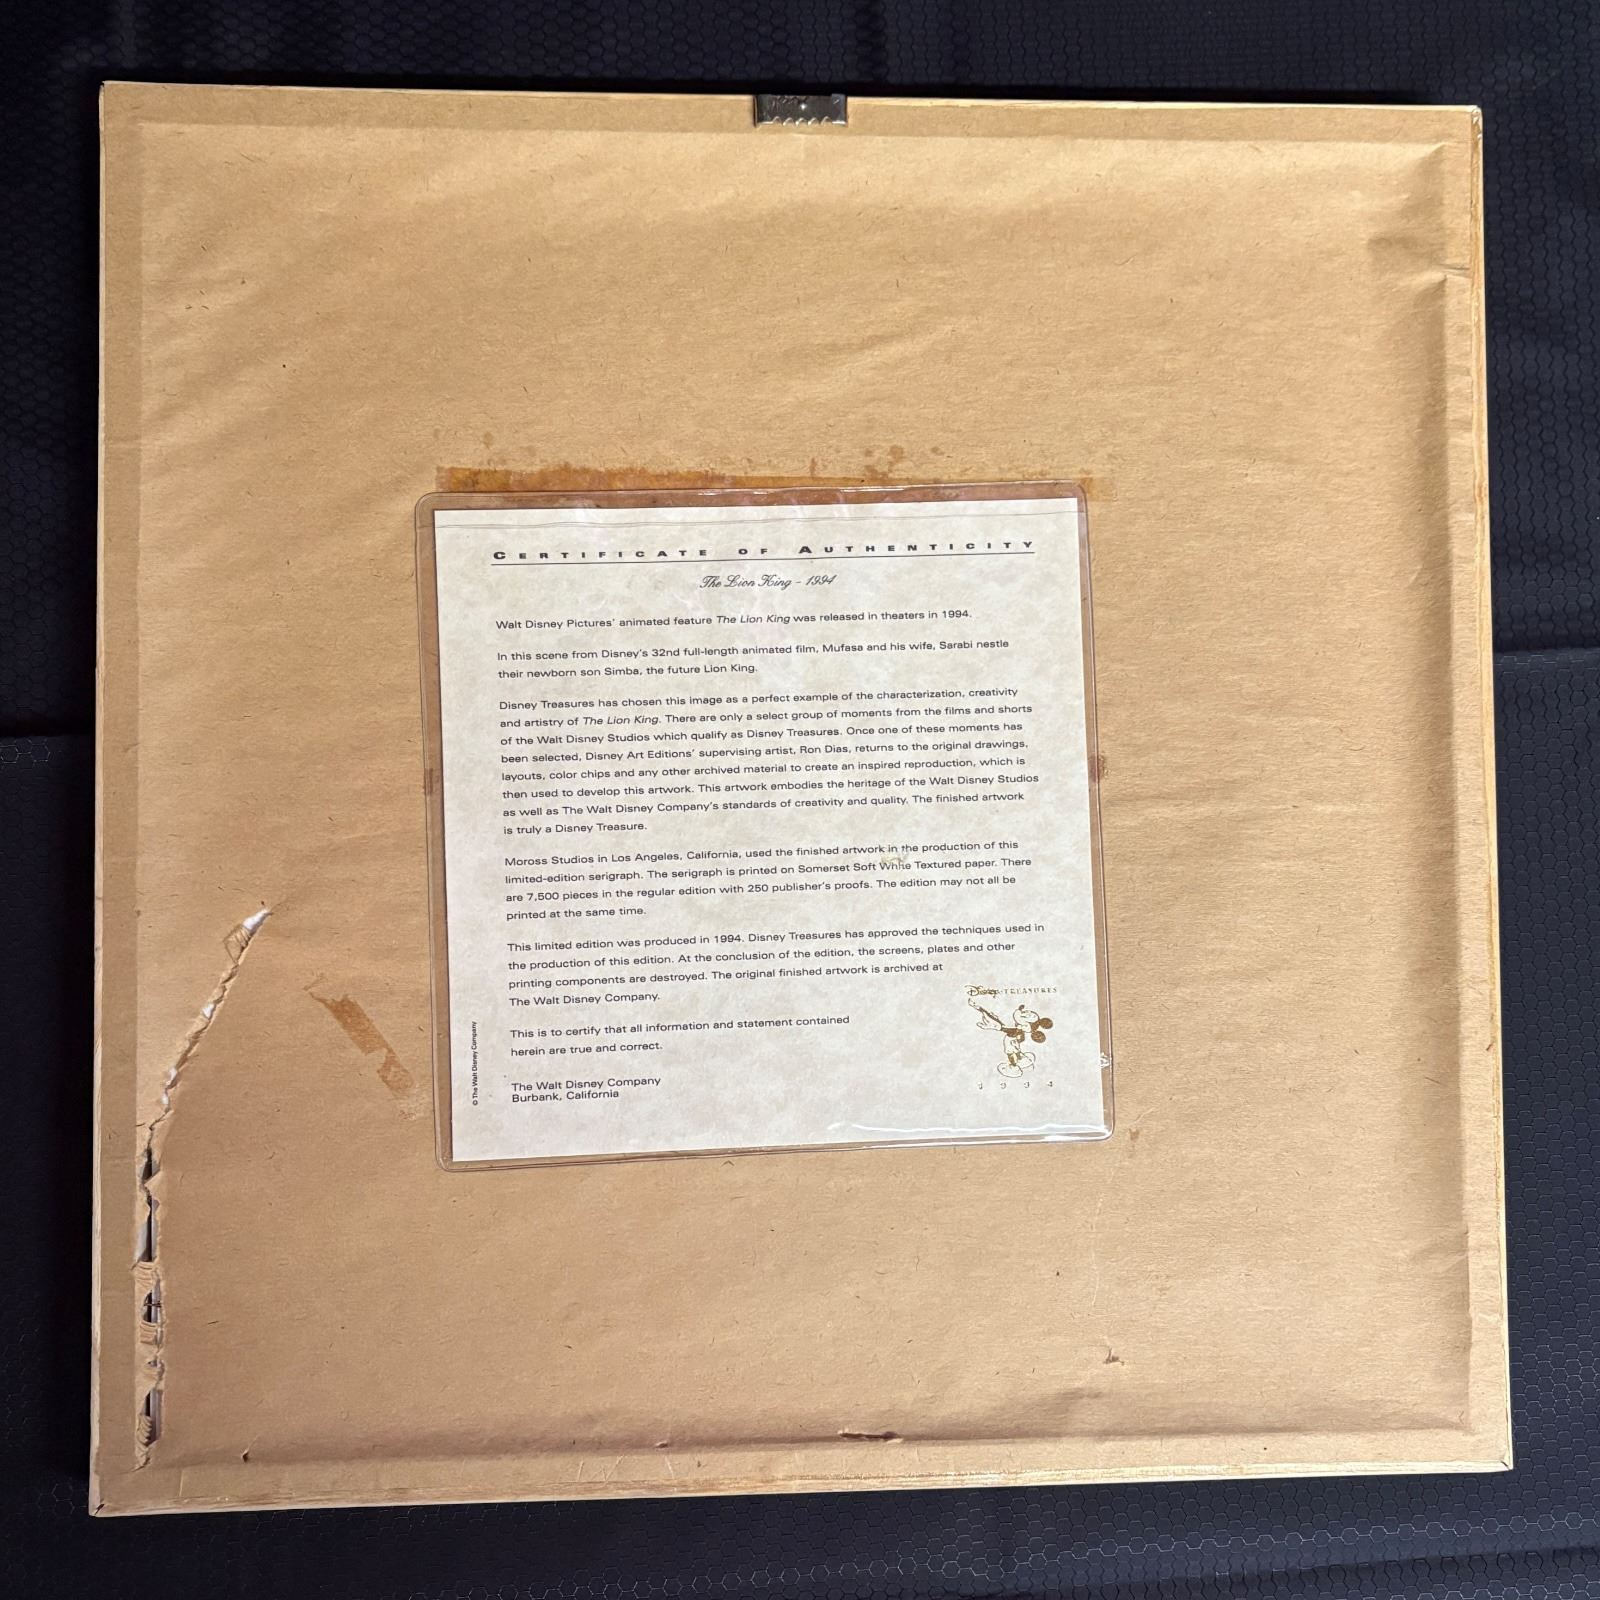 CERTIFICATE OF AUTHENTICITY
The Lion King – 1994
Walt Disney Pictures' animated feature The Lion King was released in theaters in 1994.
In this scene from Disney's 32nd full-length animated film, Mufasa and his wife, Sarabi nestle
their newborn son Simba, the future Lion King.
Disney Treasures has chosen this image as a perfect example of the characterization, creativity
and artistry of The Lion King. There are only a select group of moments from the films and shorts
of the Walt Disney Studios which qualify as Disney Treasures. Once one of these moments has
been selected, Disney Art Editions' supervising artist, Ron Dias, returns to the original drawings,
layouts, color chips and any other archived material to create an inspired reproduction, which is
then used to develop this artwork. This artwork embodies the heritage of the Walt Disney Studios
as well as The Walt Disney Company's standards of creativity and quality. The finished artwork
is truly a Disney Treasure.
Moross Studios in Los Angeles, California, used the finished artwork in the production of this
limited-edition serigraph. The serigraph is printed on Somerset Soft White Textured paper. There
are 7,500 pieces in the regular edition with 250 publisher's proofs. The edition may not all be
printed at the same time.
This limited edition was produced in 1994. Disney Treasures has approved the techniques used in
the production of this edition. At the conclusion of the edition, the screens, plates and other
printing components are destroyed. The original finished artwork is archived at
The Walt Disney Company.
This is to certify that all information and statement contained
herein are true and correct.
The Walt Disney Company
Burbank, California
© The Walt Disney Company
Disney TREASURES
1994